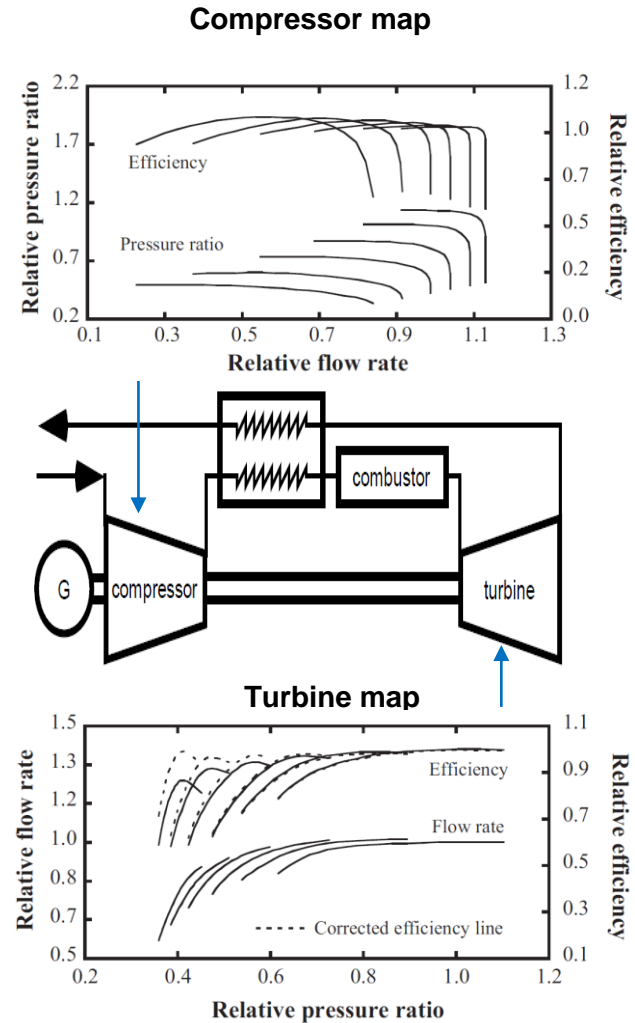 Compressor map
Relative pressure ratio
2.2
1.7
1.2
0.7
0.2
Efficiency
Pressure ratio
1.2
1.0
0.7
0.5
0.2
0.0
Relative efficiency
0.1 0.3 0.5 0.7 0.9 1.1 1.3
Relative flow rate
combustor
G
compressor
turbine
Turbine map
Relative flow rate
1.5
1.3
1.2
1.0
0.8
0.7
0.5
Efficiency
Flow rate
Corrected efficiency line
1.1
0.9
0.7
0.5
0.3
0.1
Relative efficiency
0.2 0.4 0.6 0.8 1.0 1.2
Relative pressure ratio